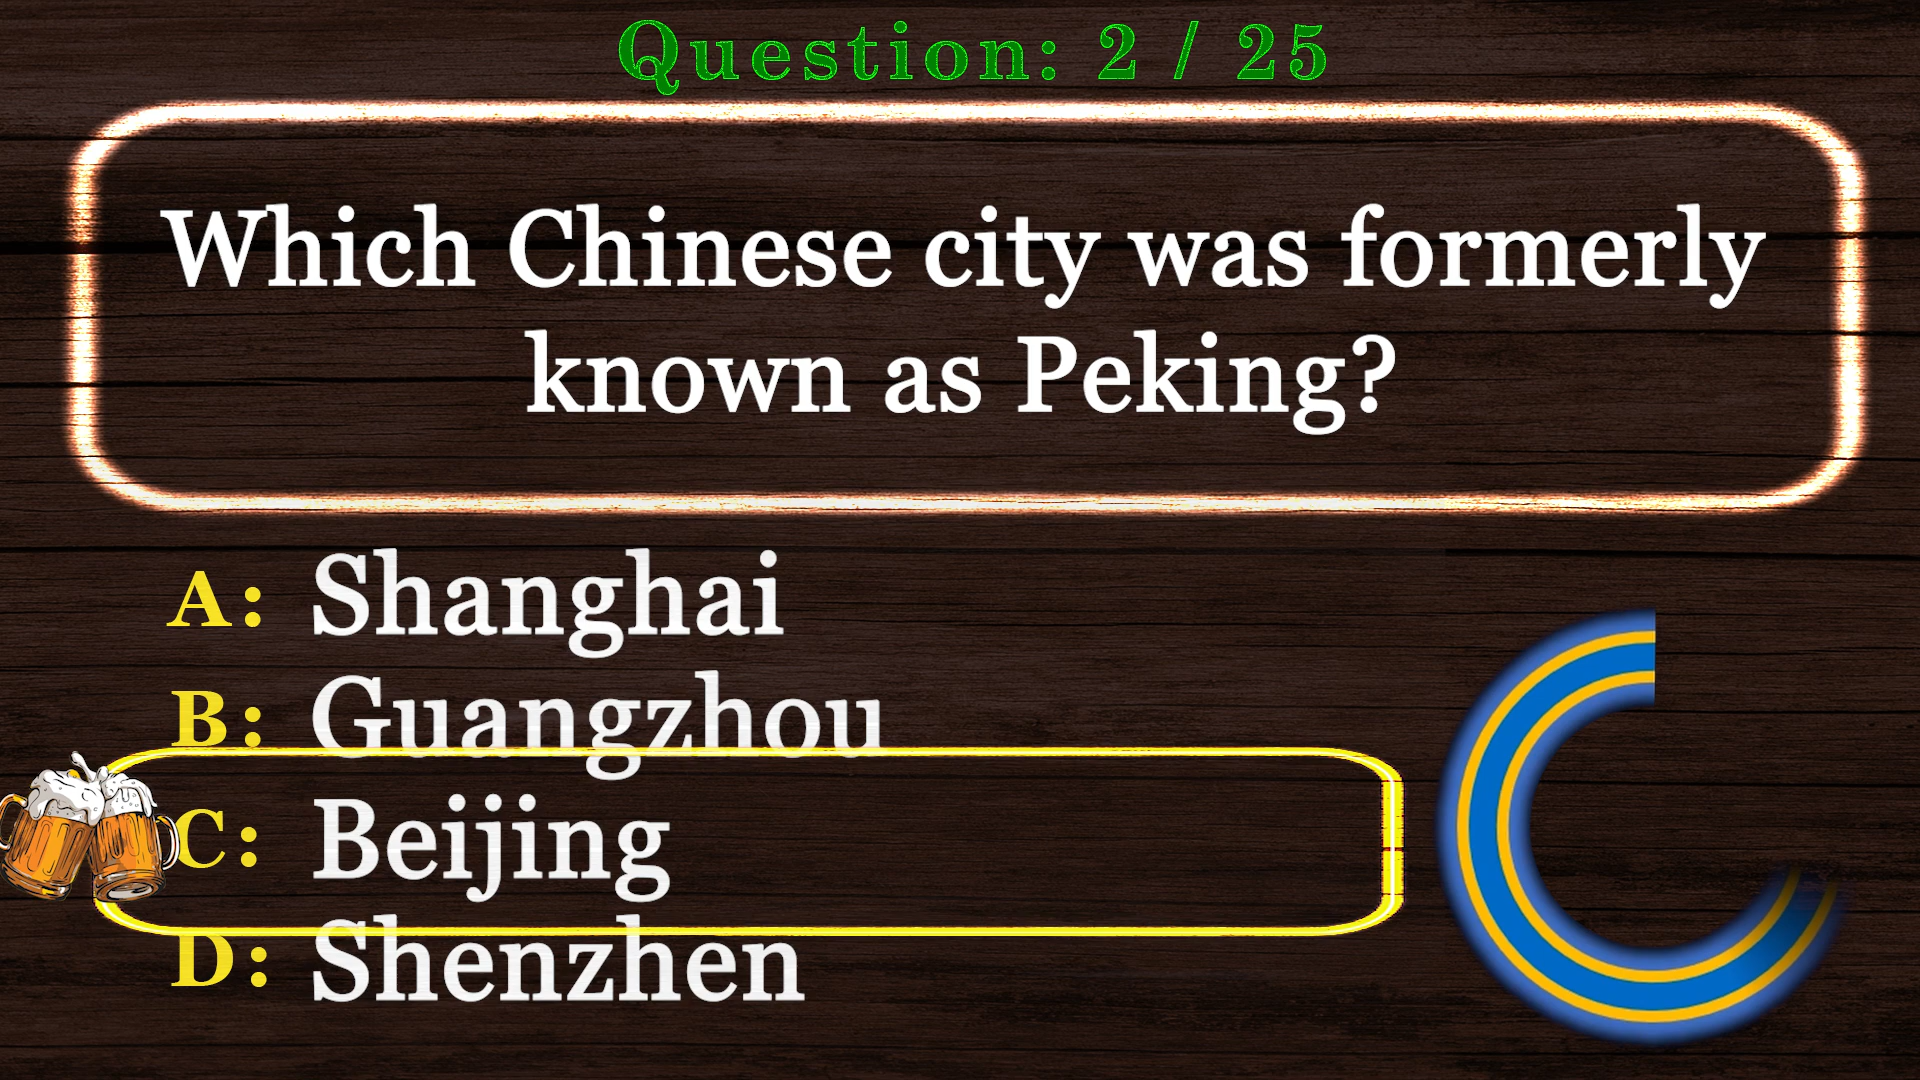 Question: 2 / 25
Which Chinese city was formerly
known as Peking?
A: Shanghai
B: Guangzhou
C: Beijing
D: Shenzhen